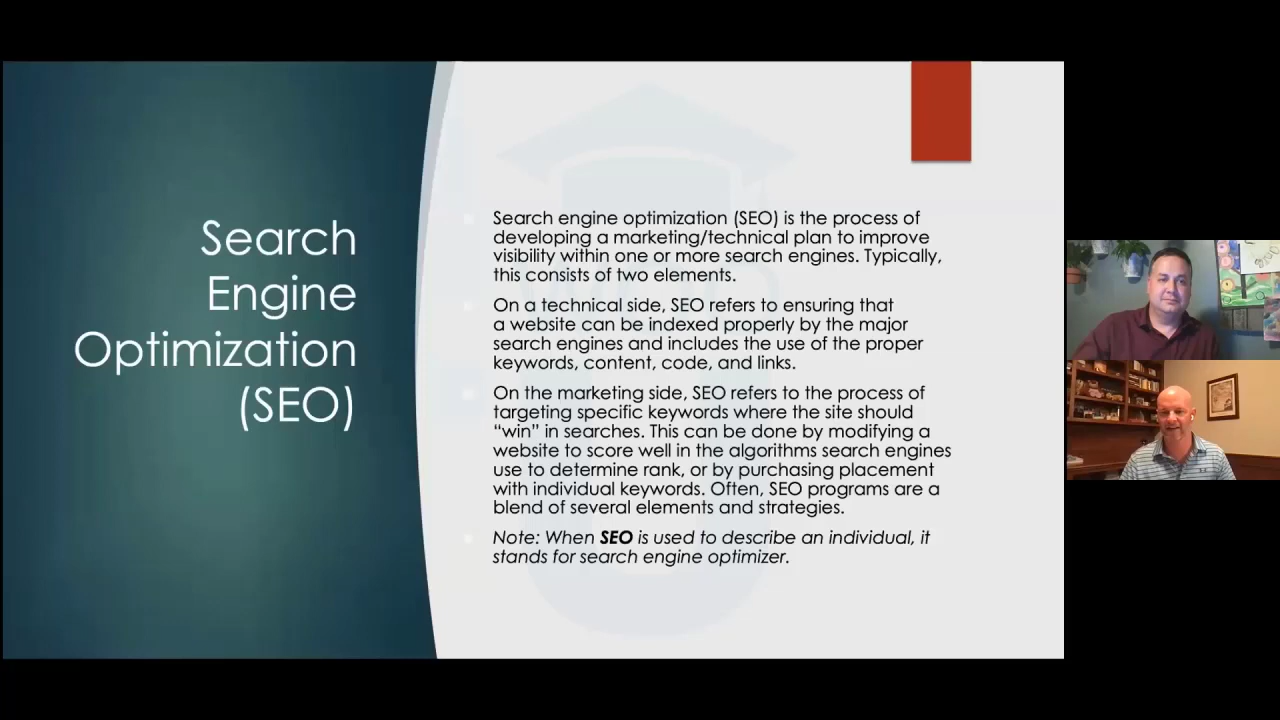 Search
Engine
Optimization
(SEO)
Search engine optimization (SEO) is the process of
developing a marketing/technical plan to improve
visibility within one or more search engines. Typically,
this consists of two elements.
On a technical side, SEO refers to ensuring that
a website can be indexed properly by the major
search engines and includes the use of the proper
keywords, content, code, and links.
On the marketing side, SEO refers to the process of
targeting specific keywords where the site should
“win” in searches. This can be done by modifying a
website to score well in the algorithms search engines
use to determine rank, or by purchasing placement
with individual keywords. Often, SEO programs are a
blend of several elements and strategies.
Note: When SEO is used to describe an individual, it
stands for search engine optimizer.